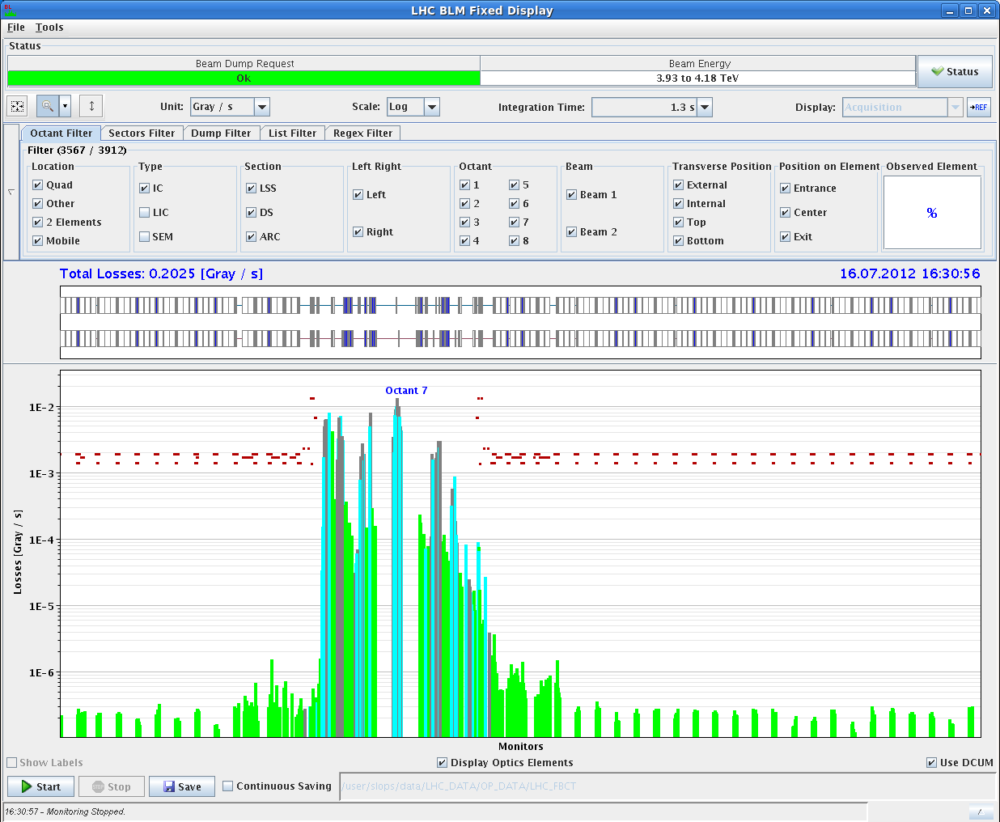 BL
LHC BLM Fixed Display
File Tools
Status
Beam Dump Request Beam Energy
Ok 3.93 to 4.18 TeV
Status
Unit: Gray / s Scale: Log Integration Time: 1.3 s Display: Acquisition REF
Octant Filter Sectors Filter Dump Filter List Filter Regex Filter
Filter (3567 / 3912)
Location Type Section Left Right Octant Beam Transverse Position Position on Element Observed Element
Quad IC LSS Left 1 5 Beam 1 External Entrance
Other LIC DS 2 6 Internal Center %
2 Elements SEM ARC Right 3 7 Beam 2 Top Exit
Mobile 4 8 Bottom
Total Losses: 0.2025 [Gray / s] 16.07.2012 16:30:56
Octant 7
1E-2
1E-3
1E-4
1E-5
1E-6
Losses [Gray / s]
Monitors
Show Labels Display Optics Elements Use DCUM
Start STOP Stop Save Continuous Saving /user/slops/data/LHC_DATA/OP_DATA/LHC_FBCT
16:30:57 - Monitoring Stopped.